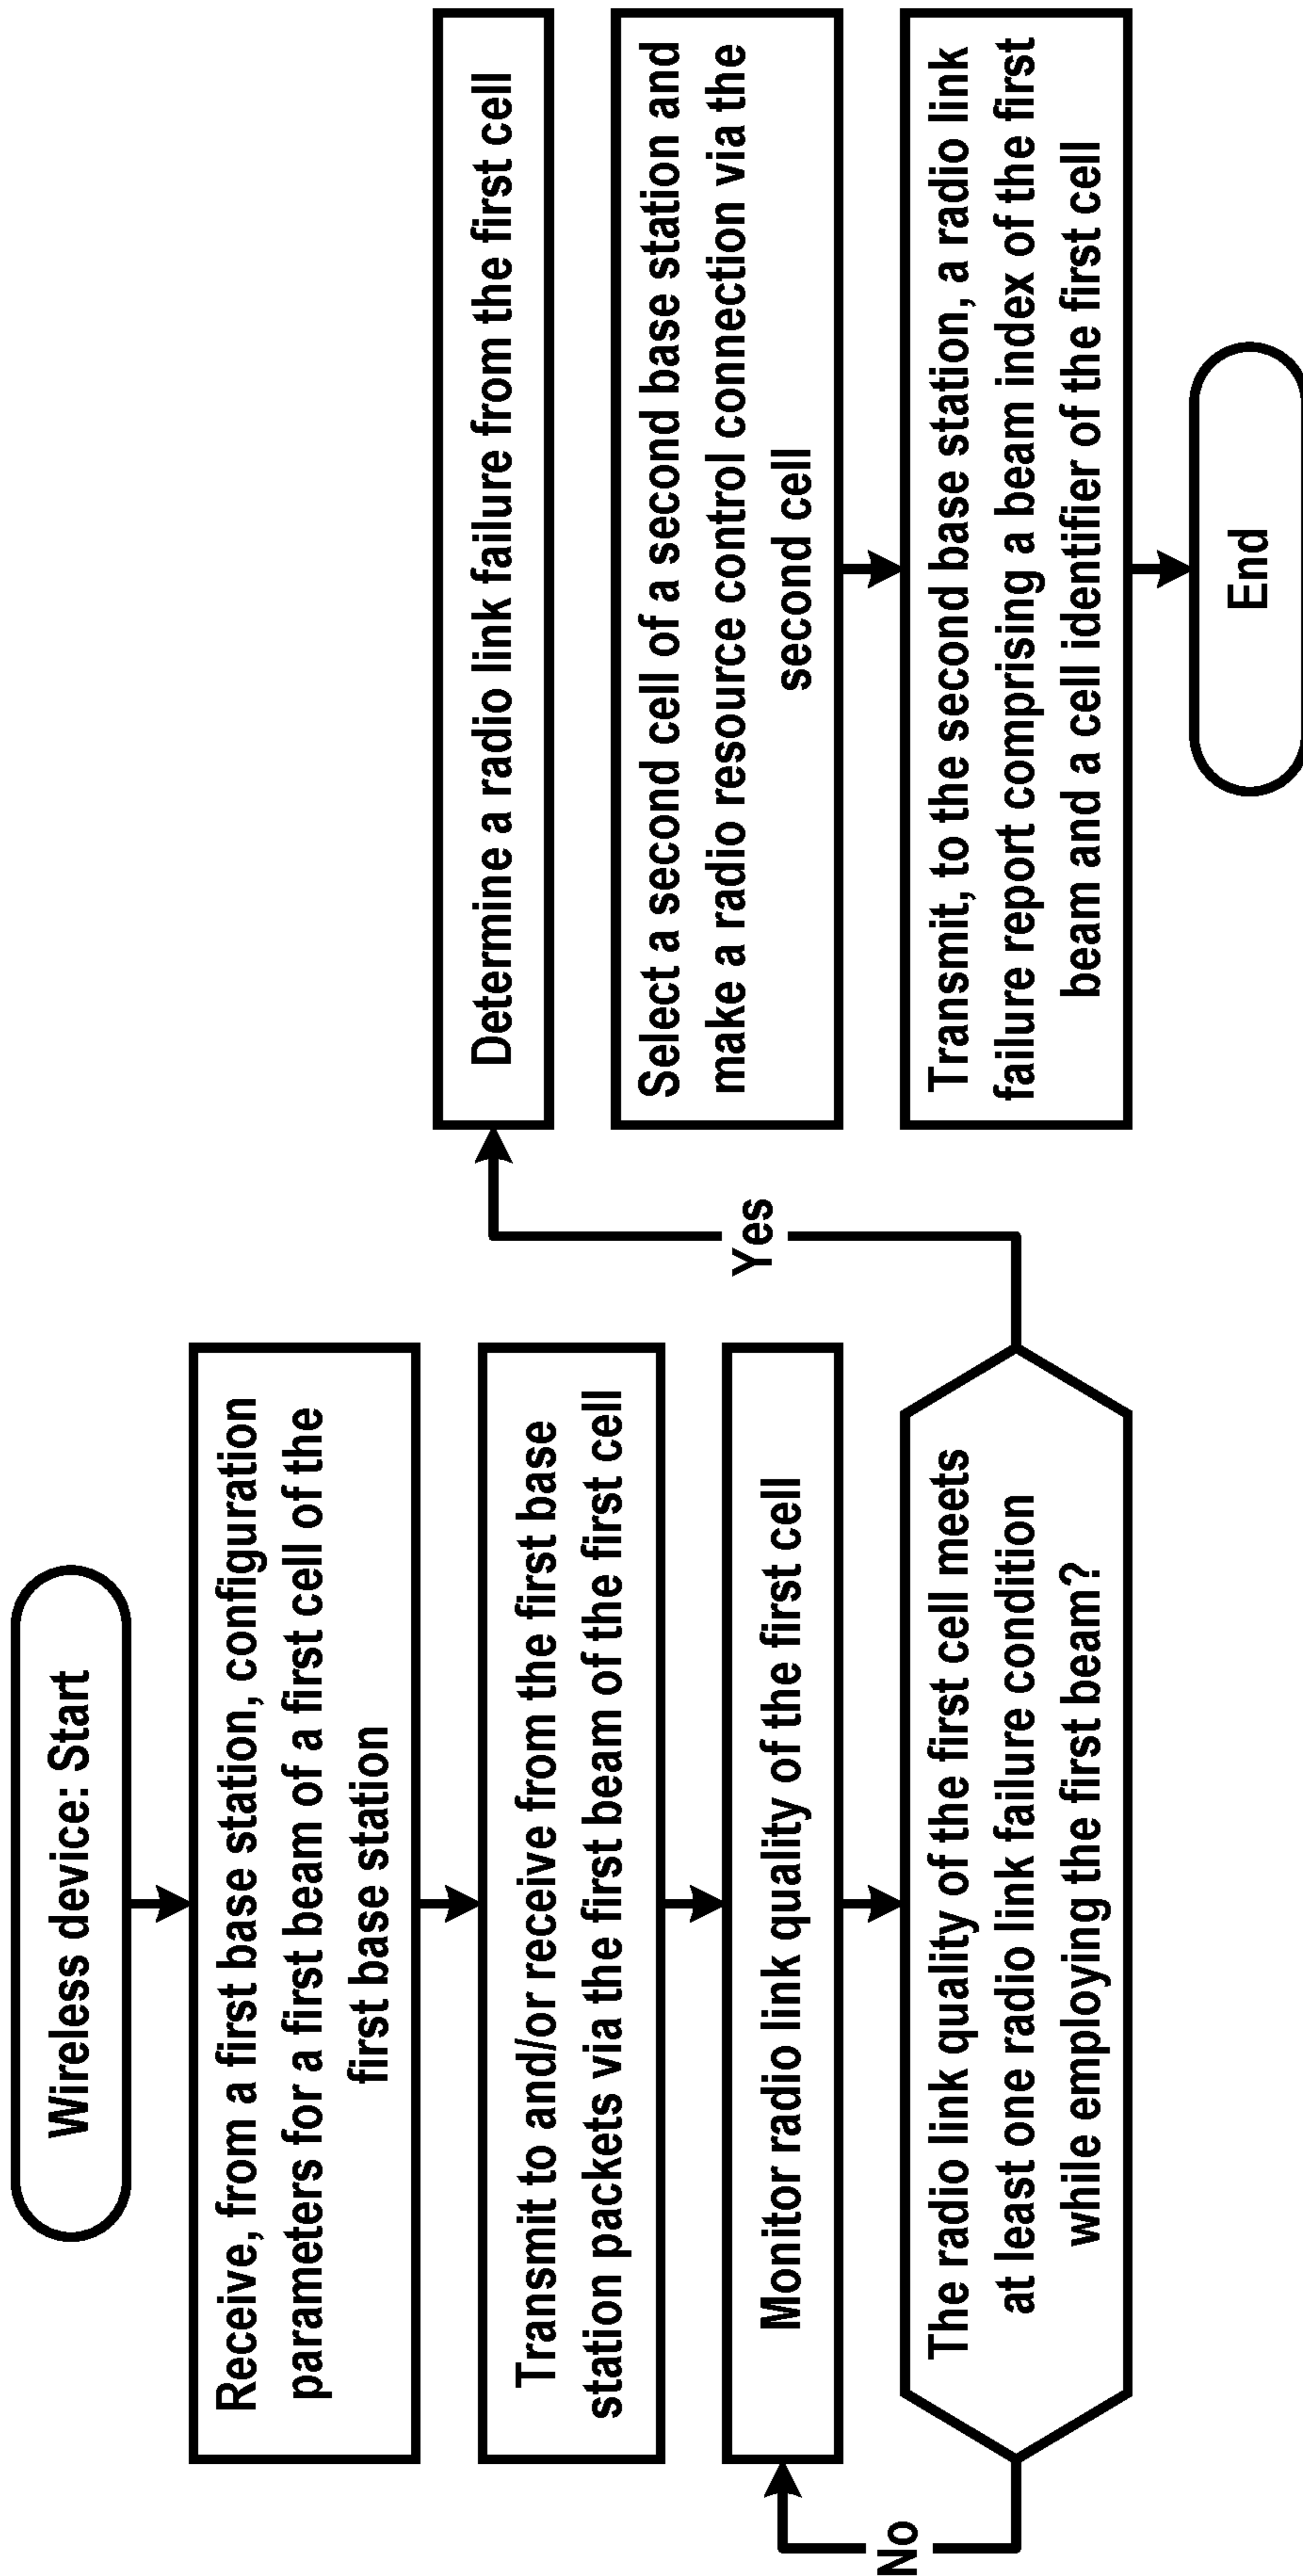 Wireless device: Start
Receive, from a first base station, configuration
parameters for a first beam of a first cell of the
first base station
Transmit to and/or receive from the first base
station packets via the first beam of the first cell
Monitor radio link quality of the first cell
The radio link quality of the first cell meets
at least one radio link failure condition
while employing the first beam?
No
Yes
Determine a radio link failure from the first cell
Select a second cell of a second base station and
make a radio resource control connection via the
second cell
Transmit, to the second base station, a radio link
failure report comprising a beam index of the first
beam and a cell identifier of the first cell
End